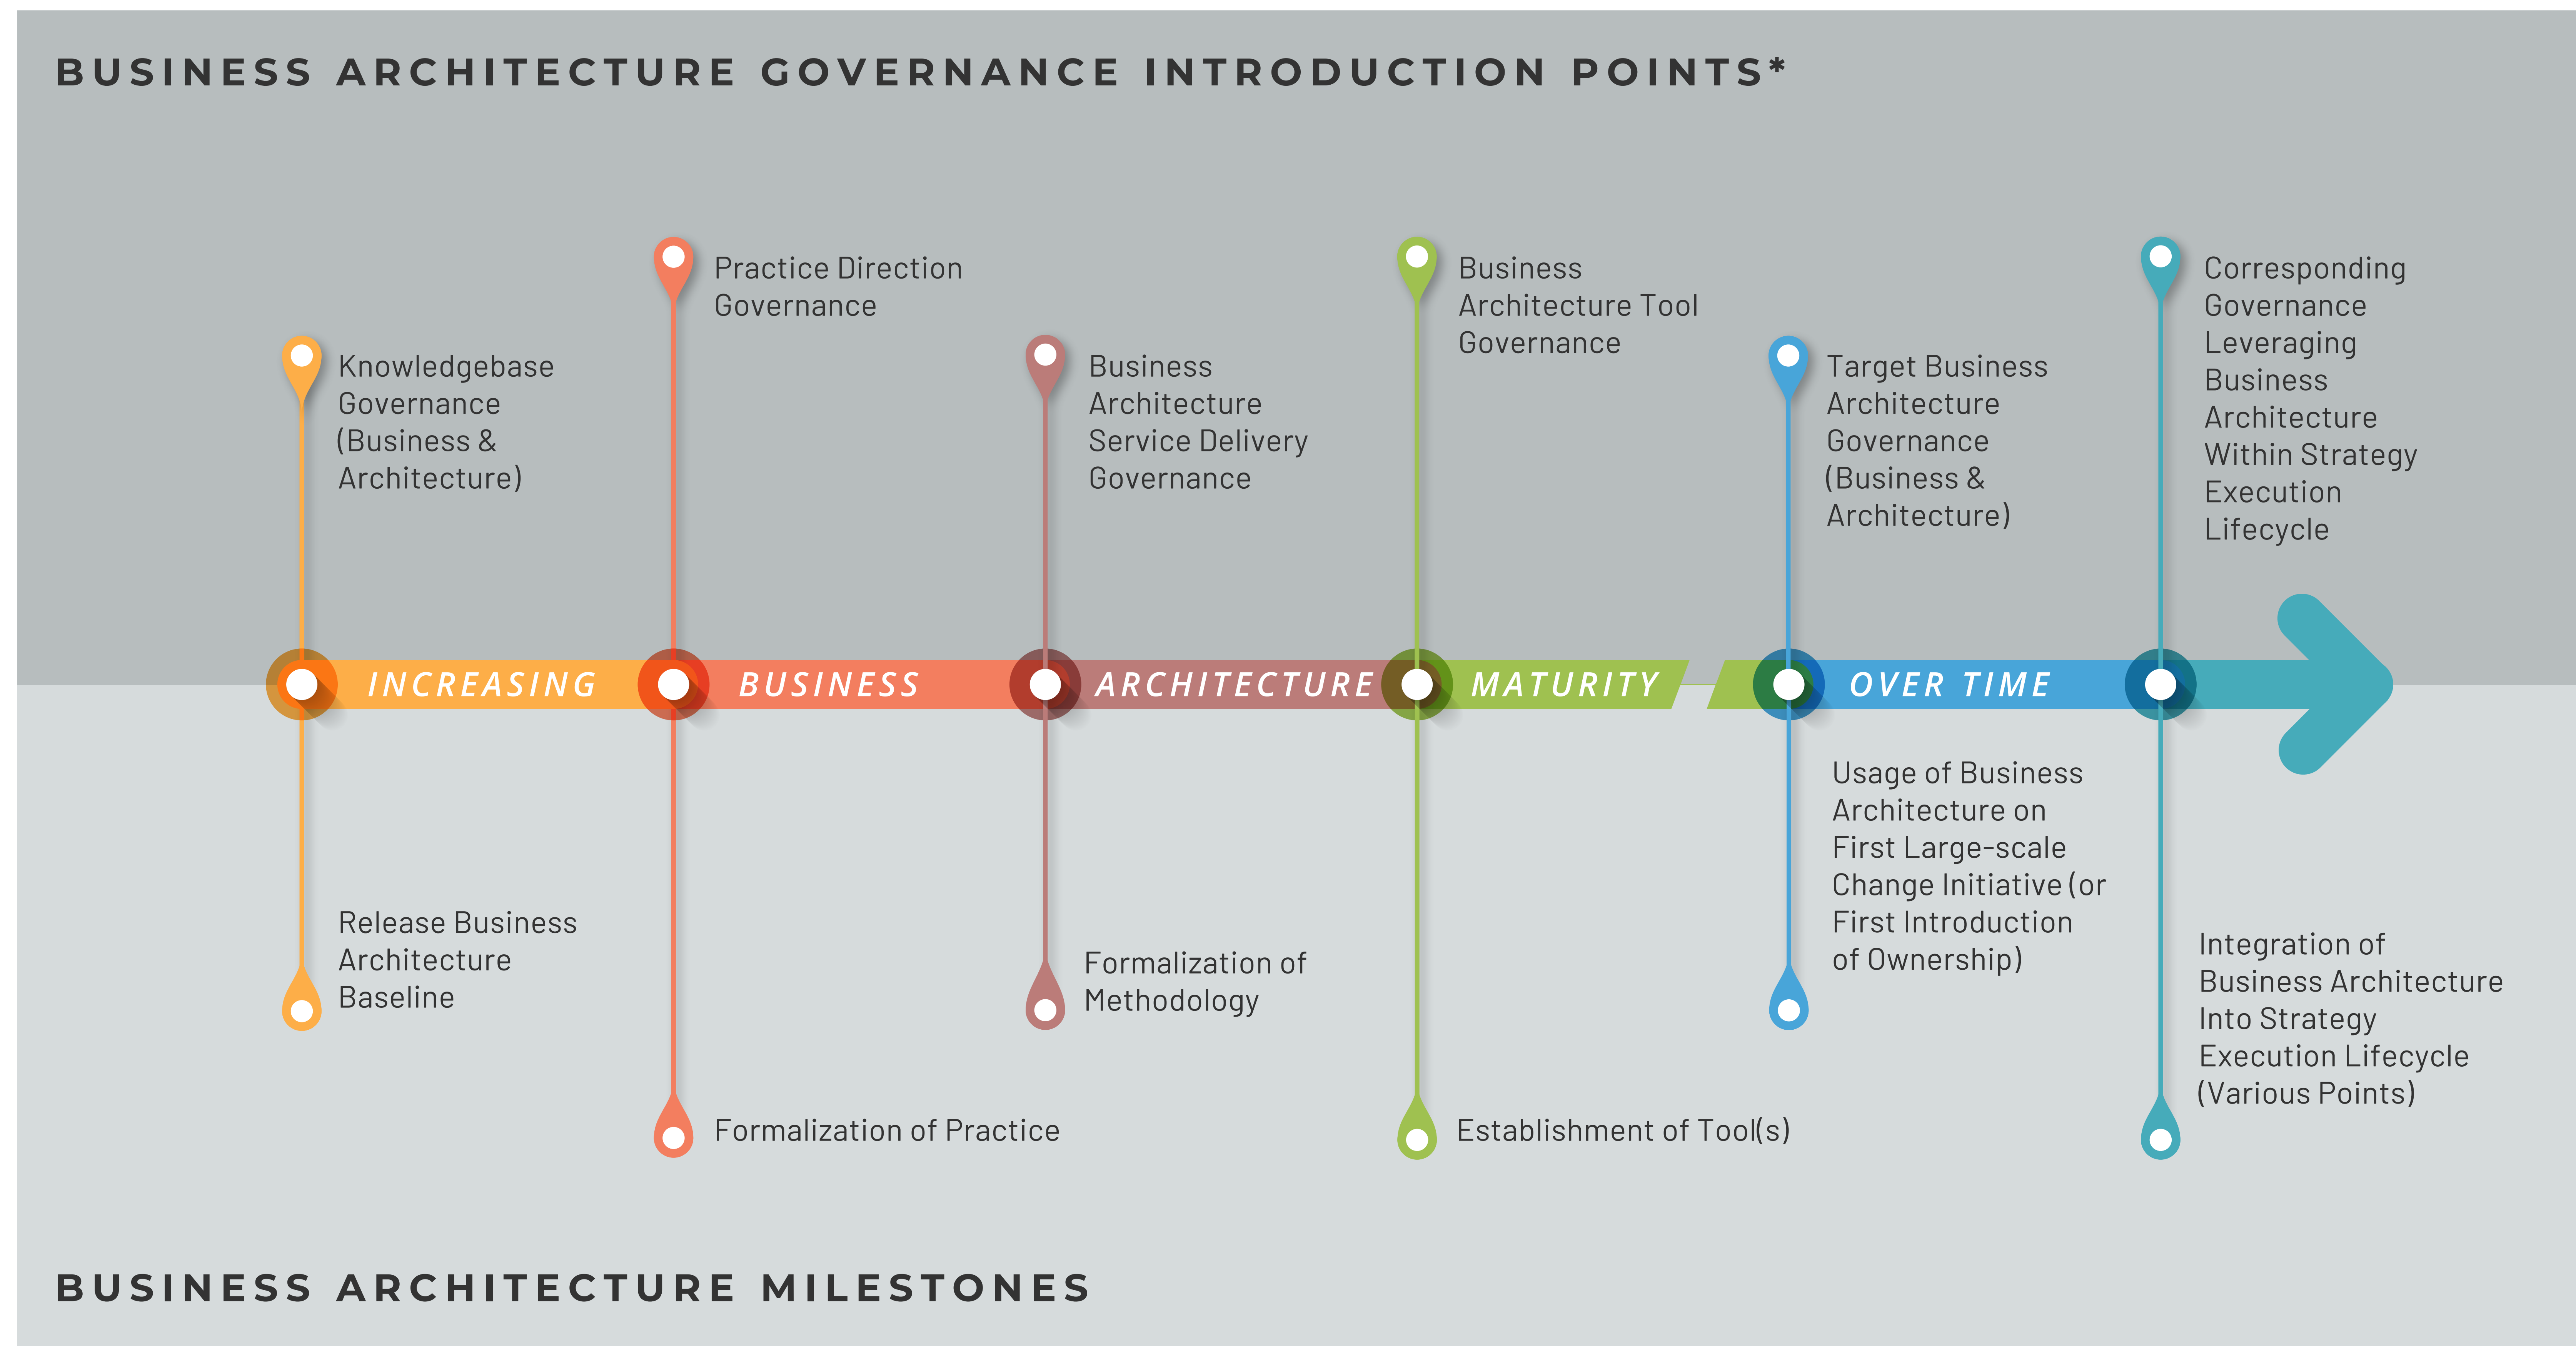 BUSINESS ARCHITECTURE GOVERNANCE INTRODUCTION POINTS*
Knowledgebase
Governance
(Business &
Architecture)
Practice Direction
Governance
Business
Architecture
Service Delivery
Governance
Business
Architecture Tool
Governance
Target Business
Architecture
Governance
(Business &
Architecture)
Corresponding
Governance
Leveraging
Business
Architecture
Within Strategy
Execution
Lifecycle
INCREASING BUSINESS ARCHITECTURE MATURITY OVER TIME
Release Business
Architecture
Baseline
Formalization of Practice
Formalization of
Methodology
Establishment of Tool(s)
Usage of Business
Architecture on
First Large-scale
Change Initiative (or
First Introduction
of Ownership)
Integration of
Business Architecture
Into Strategy
Execution Lifecycle
(Various Points)
BUSINESS ARCHITECTURE MILESTONES